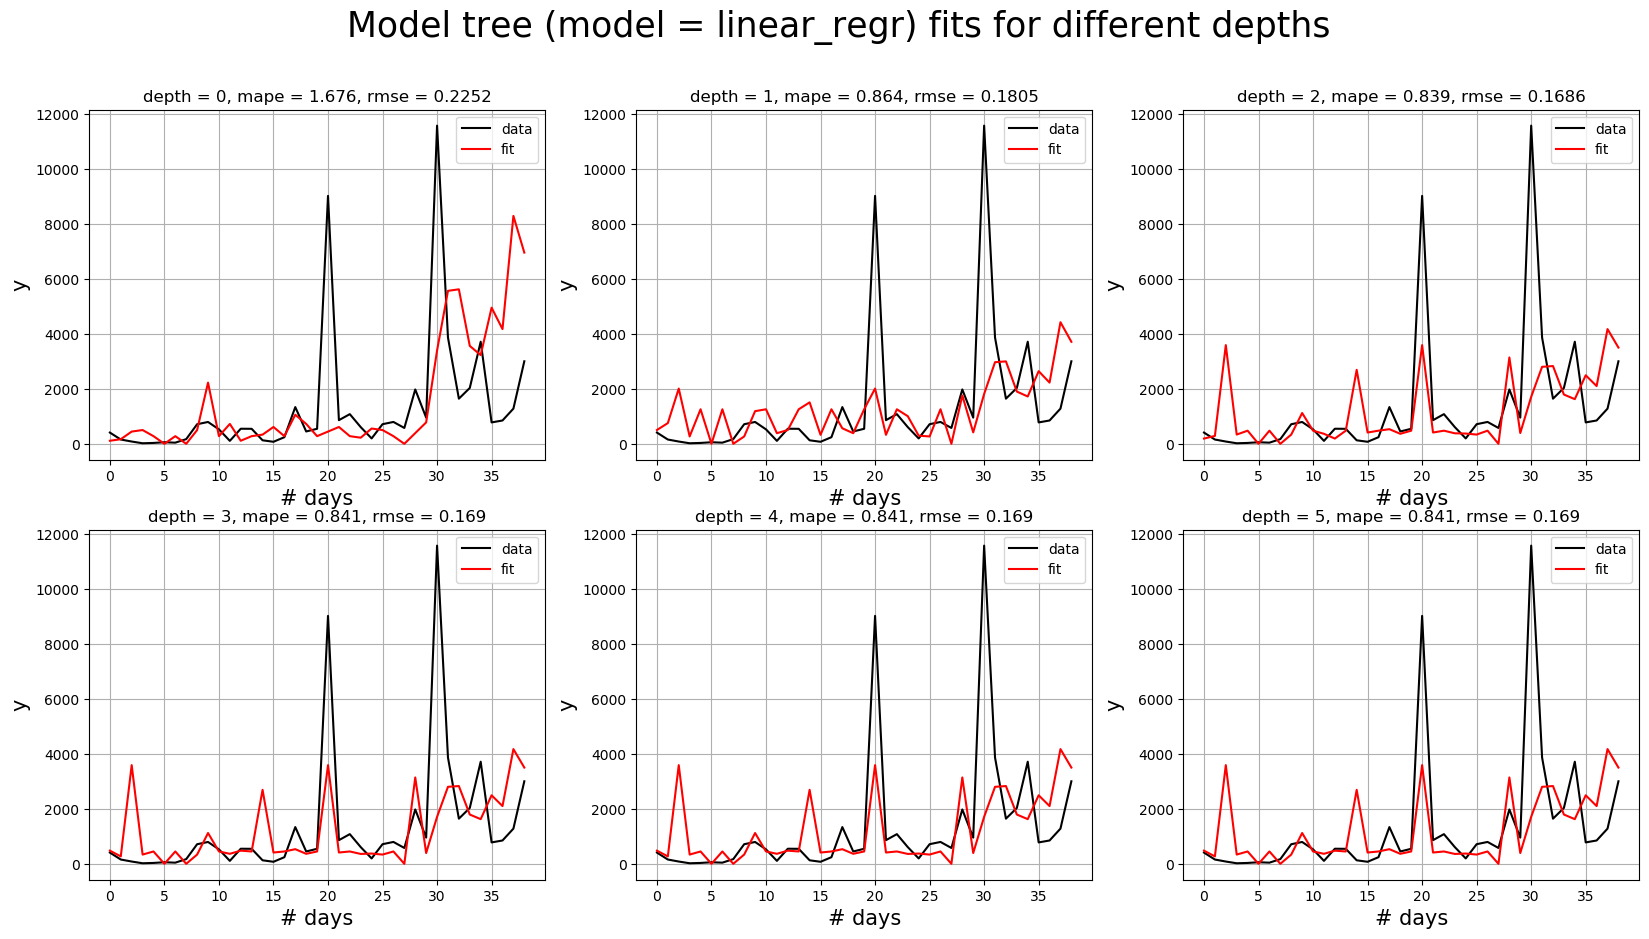 Model tree (model = linear_regr) fits for different depths
depth = 0, mape = 1.676, rmse = 0.2252
12000
10000
8000
6000
4000
2000
0
y
data
fit
0 5 10 15 20 25 30 35
# days
depth = 1, mape = 0.864, rmse = 0.1805
12000
10000
8000
6000
4000
2000
0
y
data
fit
0 5 10 15 20 25 30 35
# days
depth = 2, mape = 0.839, rmse = 0.1686
12000
10000
8000
6000
4000
2000
0
y
data
fit
0 5 10 15 20 25 30 35
# days
depth = 3, mape = 0.841, rmse = 0.169
12000
10000
8000
6000
4000
2000
0
y
data
fit
0 5 10 15 20 25 30 35
# days
depth = 4, mape = 0.841, rmse = 0.169
12000
10000
8000
6000
4000
2000
0
y
data
fit
0 5 10 15 20 25 30 35
# days
depth = 5, mape = 0.841, rmse = 0.169
12000
10000
8000
6000
4000
2000
0
y
data
fit
0 5 10 15 20 25 30 35
# days